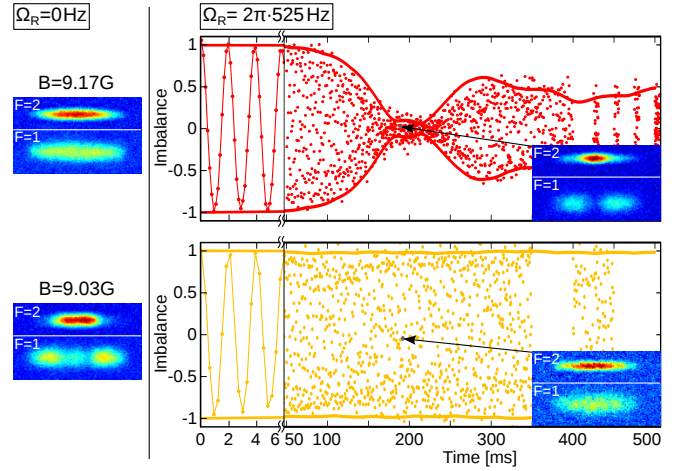 Ω_R=0Hz
Ω_R= 2π·525Hz
B=9.17G
F=2
F=1
Imbalance
1
0.5
0
-0.5
-1
F=2
F=1
B=9.03G
F=2
F=1
Imbalance
1
0.5
0
-0.5
-1
F=2
F=1
0 2 4 6 50 100 200 300 400 500
Time [ms]